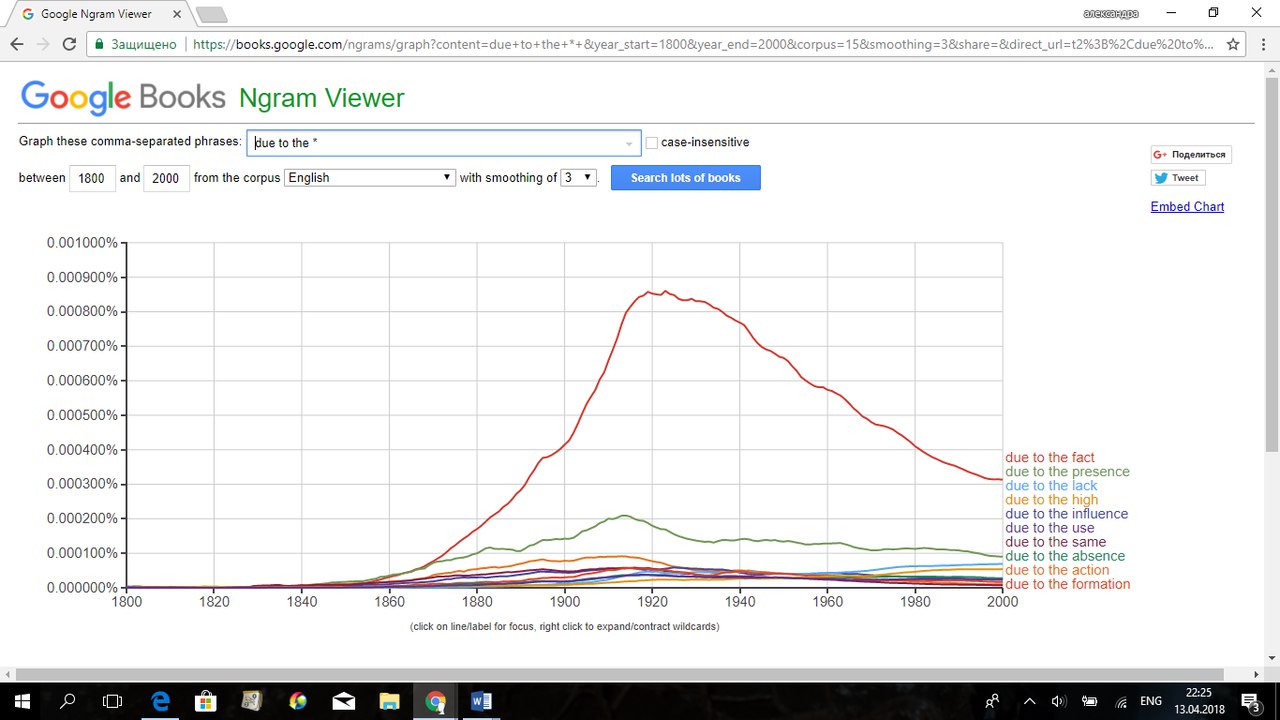 Google Ngram Viewer
александра
Защищено
https://books.google.com/ngrams/graph?content=due+to+the+*+&year_start=1800&year_end=2000&corpus=15&smoothing=3&share=&direct_url=t2%3B%2Cdue%20to%...
Google Books Ngram Viewer
Graph these comma-separated phrases: due to the * case-insensitive
between 1800 and 2000 from the corpus English with smoothing of 3 . Search lots of books
G+ Поделиться
Tweet
Embed Chart
0.001000%
0.000900%
0.000800%
0.000700%
0.000600%
0.000500%
0.000400%
0.000300%
0.000200%
0.000100%
0.000000%
1800 1820 1840 1860 1880 1900 1920 1940 1960 1980 2000
due to the fact
due to the presence
due to the lack
due to the high
due to the influence
due to the use
due to the same
due to the absence
due to the action
due to the formation
(click on line/label for focus, right click to expand/contract wildcards)
ENG
22:25
13.04.2018
3